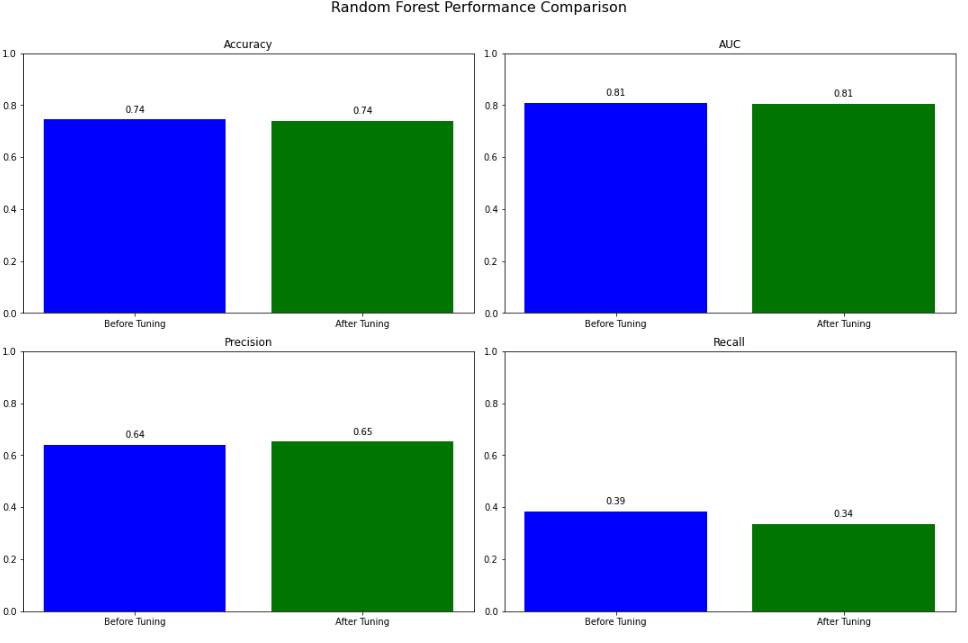 Random Forest Performance Comparison
Accuracy
1.0
0.8
0.6
0.4
0.2
0.0
0.74
0.74
Before Tuning
After Tuning
AUC
1.0
0.8
0.6
0.4
0.2
0.0
0.81
0.81
Before Tuning
After Tuning
Precision
1.0
0.8
0.6
0.4
0.2
0.0
0.64
0.65
Before Tuning
After Tuning
Recall
1.0
0.8
0.6
0.4
0.2
0.0
0.39
0.34
Before Tuning
After Tuning